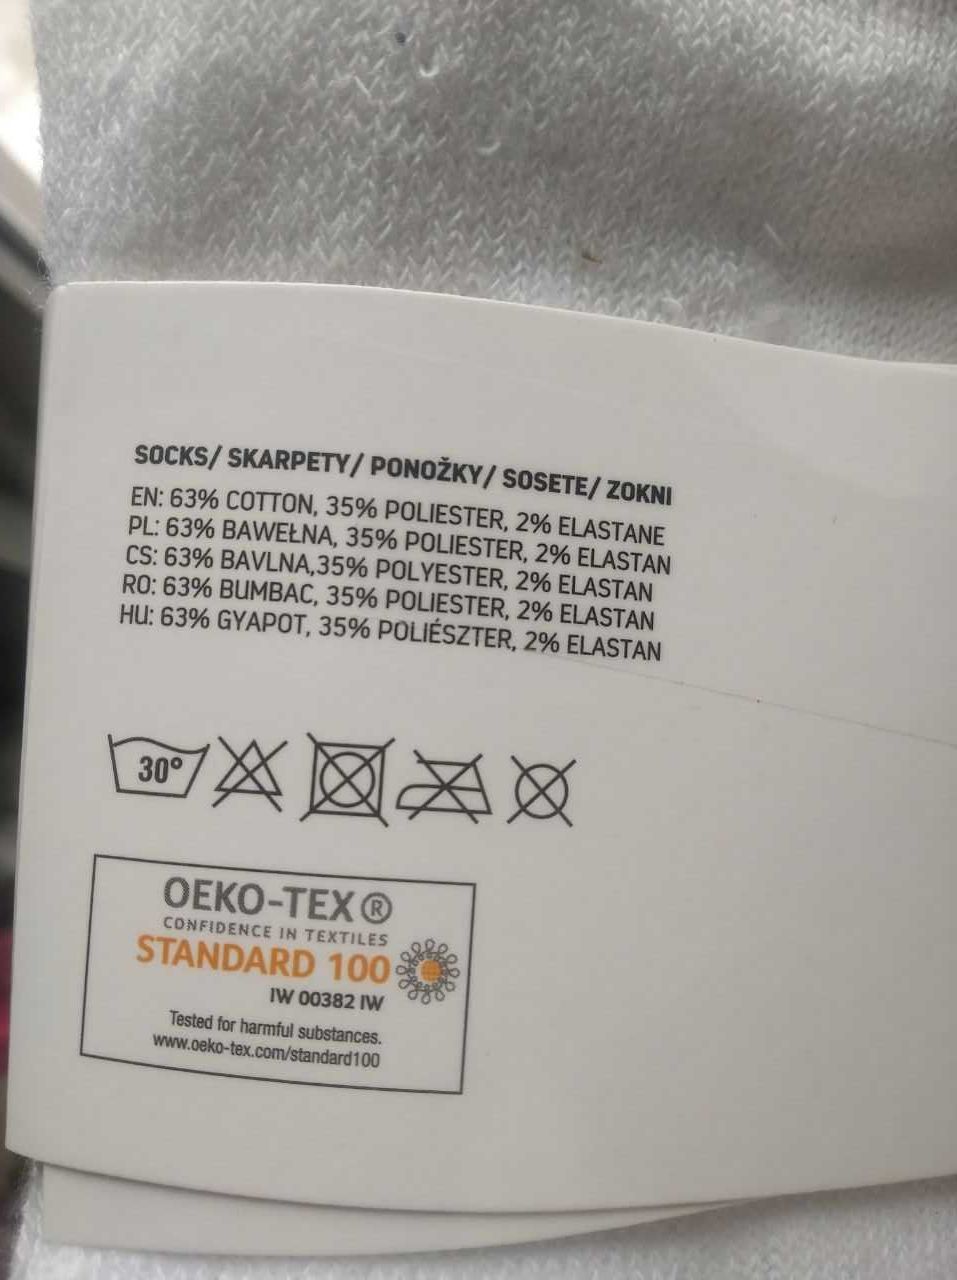 SOCKS/ SKARPETY/ PONOŽKY/ SOSETE/ ZOKNI
EN: 63% COTTON, 35% POLIESTER, 2% ELASTANE
PL: 63% BAWEŁNA, 35% POLIESTER, 2% ELASTAN
CS: 63% BAVLNA,35% POLYESTER, 2% ELASTAN
RO: 63% BUMBAC, 35% POLIESTER, 2% ELASTAN
HU: 63% GYAPOT, 35% POLIÉSZTER, 2% ELASTAN
30°
OEKO-TEX®
CONFIDENCE IN TEXTILES
STANDARD 100
IW 00382 IW
Tested for harmful substances.
www.oeko-tex.com/standard100